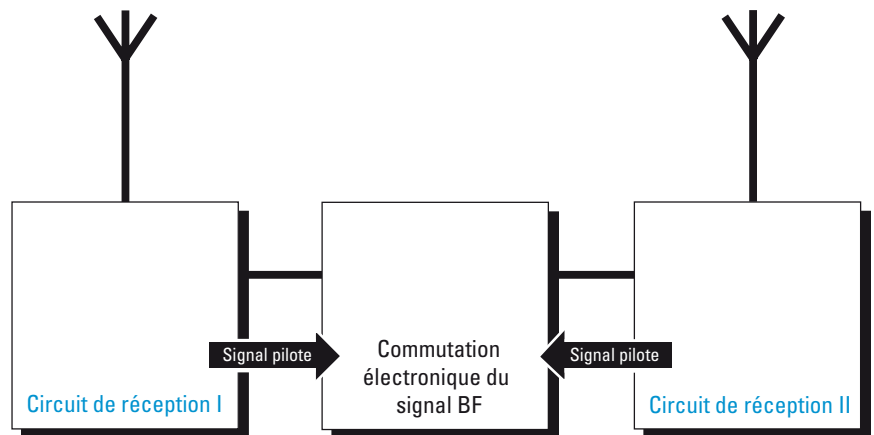 Signal pilote
Circuit de réception I
Commutation
électronique du
signal BF
Signal pilote
Circuit de réception II